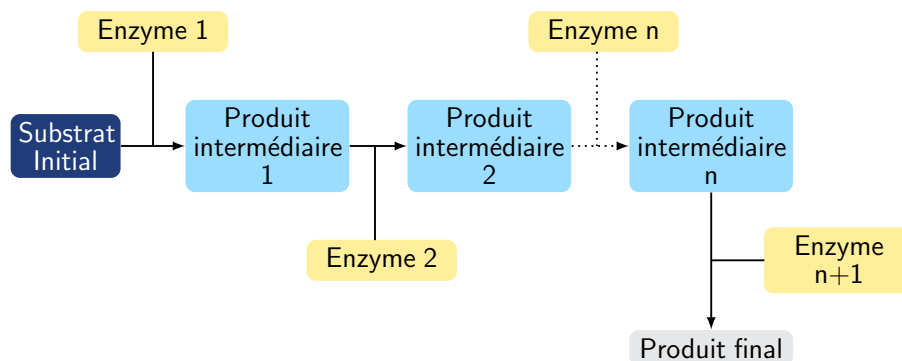 Enzyme 1
Enzyme n
Substrat
Initial
Produit
intermédiaire
1
Produit
intermédiaire
2
Produit
intermédiaire
n
Enzyme 2
Enzyme
n+1
Produit final